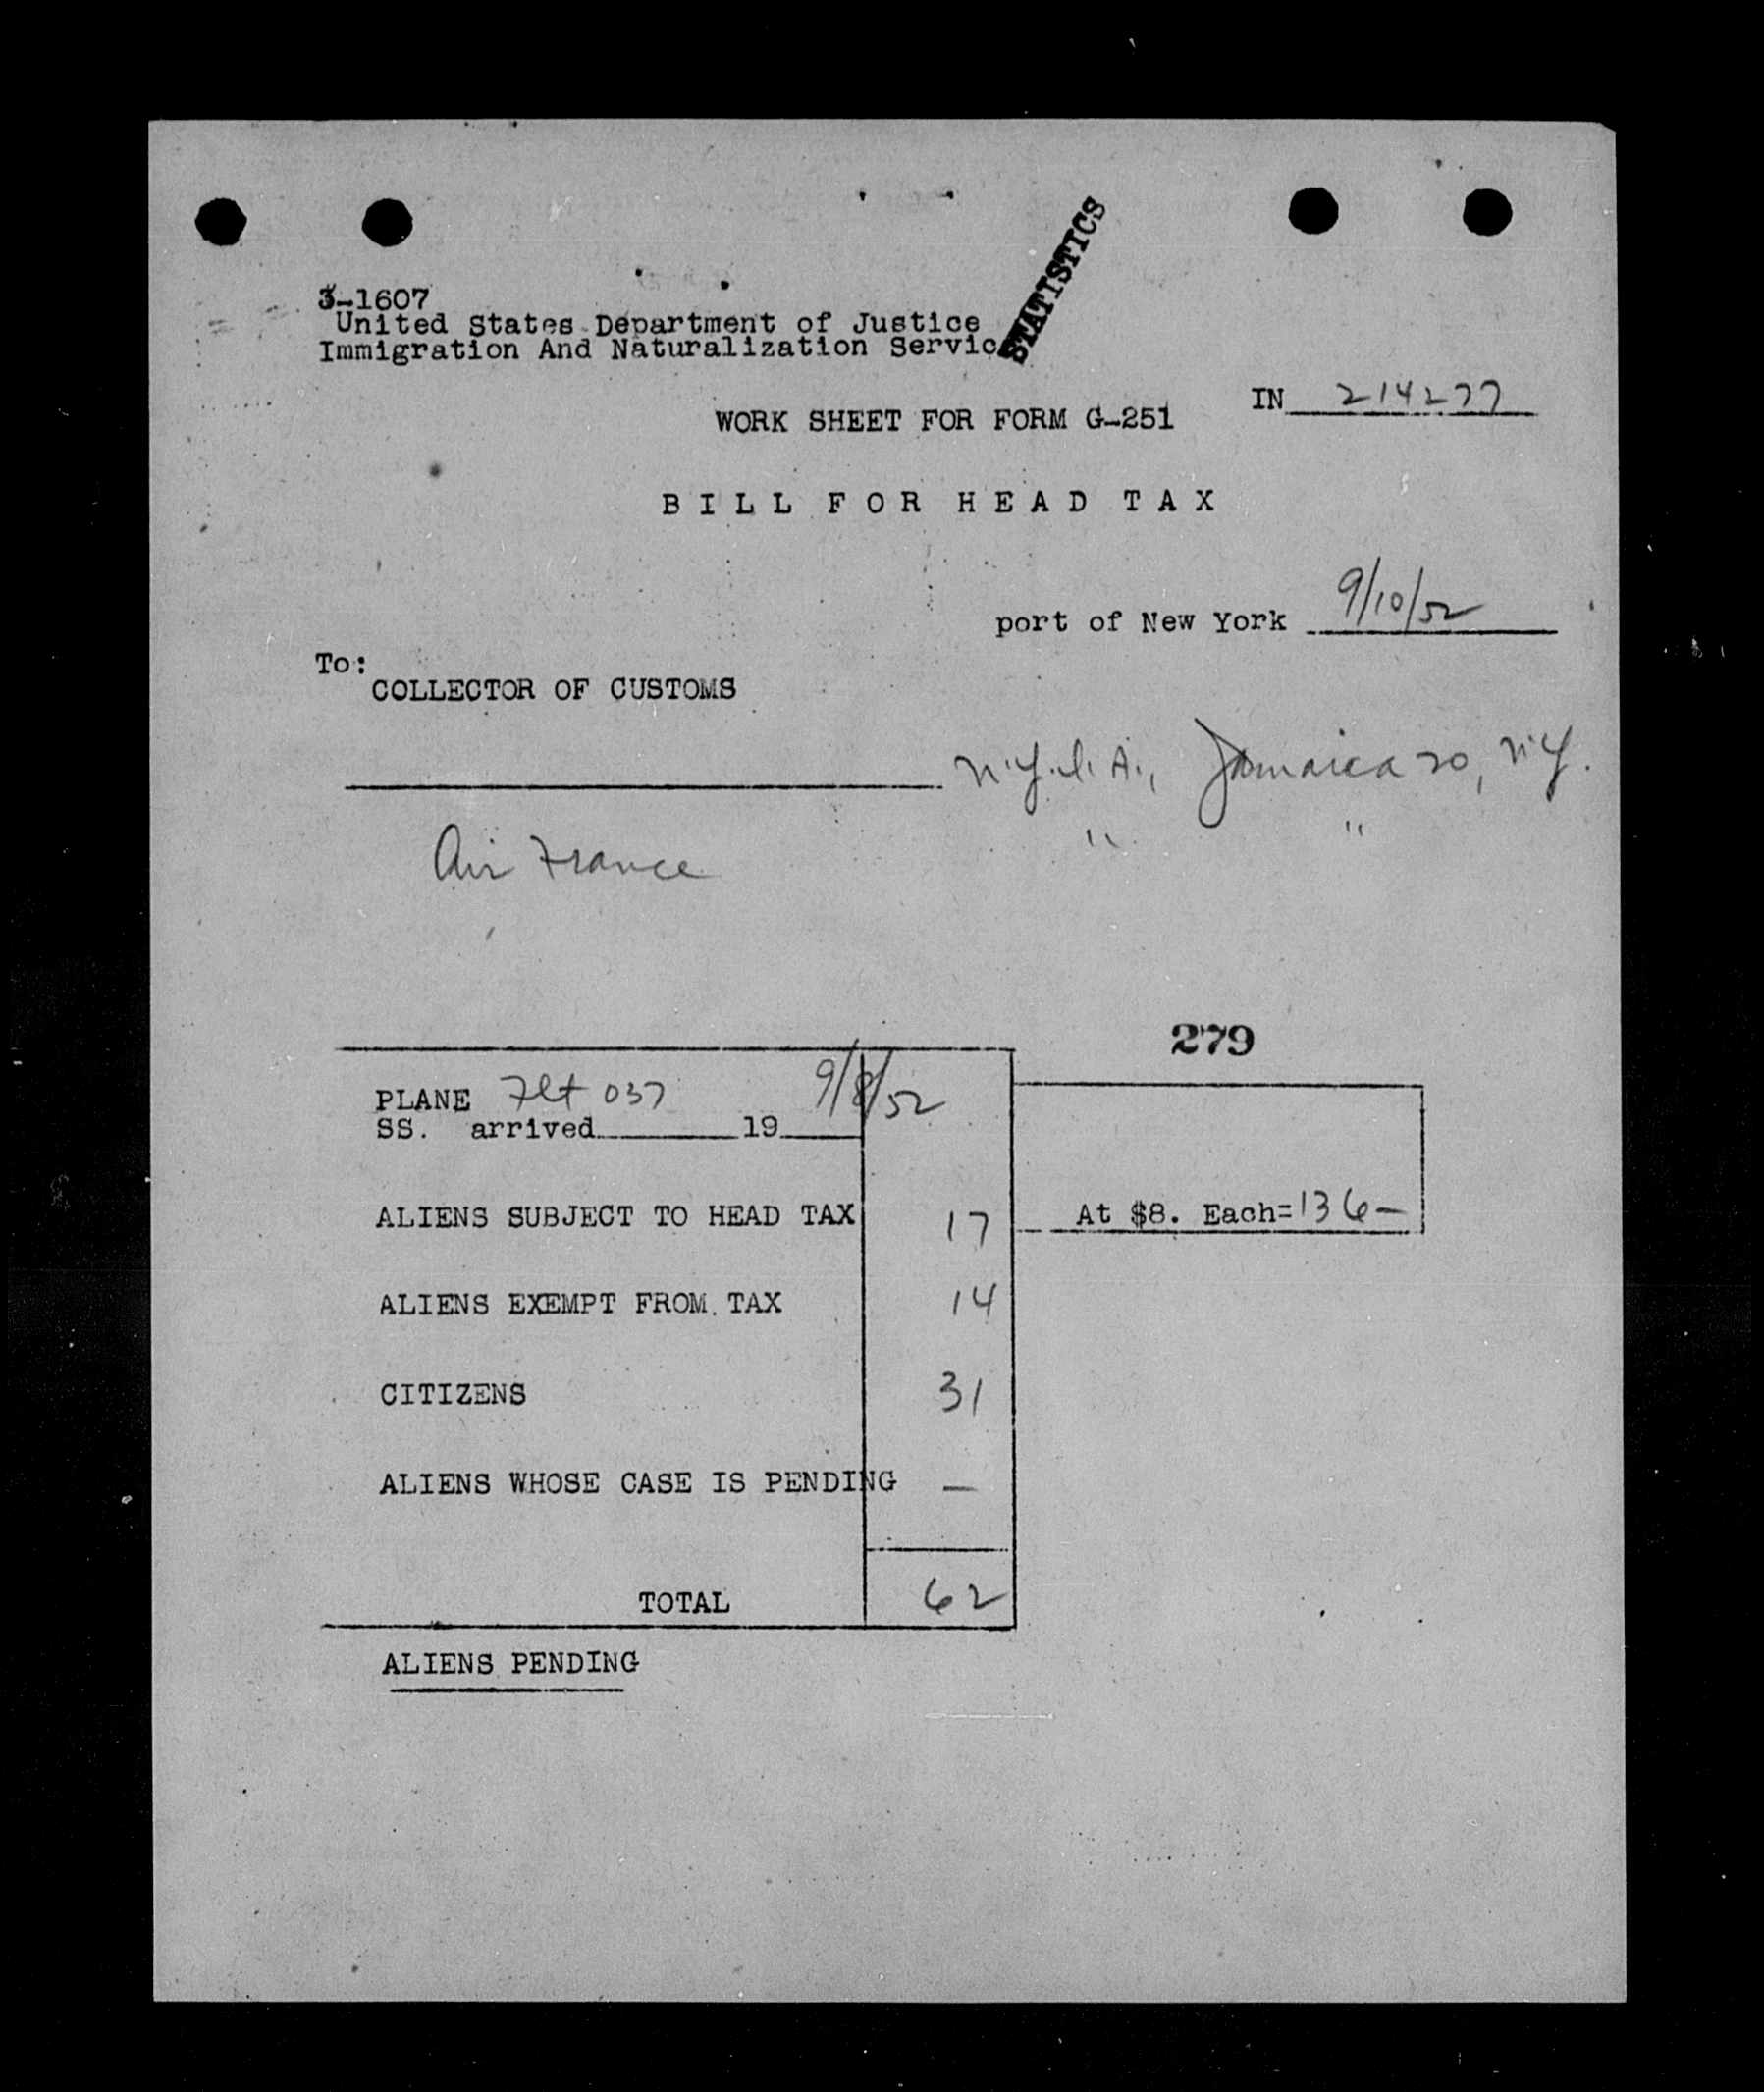 STATISTICS
3-1607
United States Department of Justice
Immigration And Naturalization Servic
IN 214277
WORK SHEET FOR FORM G-251
BILL FOR HEAD TAX
port of New York 9/10/52
To:
COLLECTOR OF CUSTOMS
N.Y.I.A., Jamaica 20, N.Y.
" "
Air France
279
PLANE Flt 037 9/8/52
SS. arrived 19
ALIENS SUBJECT TO HEAD TAX 17 At $8. Each=136-
ALIENS EXEMPT FROM TAX 14
CITIZENS 31
ALIENS WHOSE CASE IS PENDING —
TOTAL 62
ALIENS PENDING